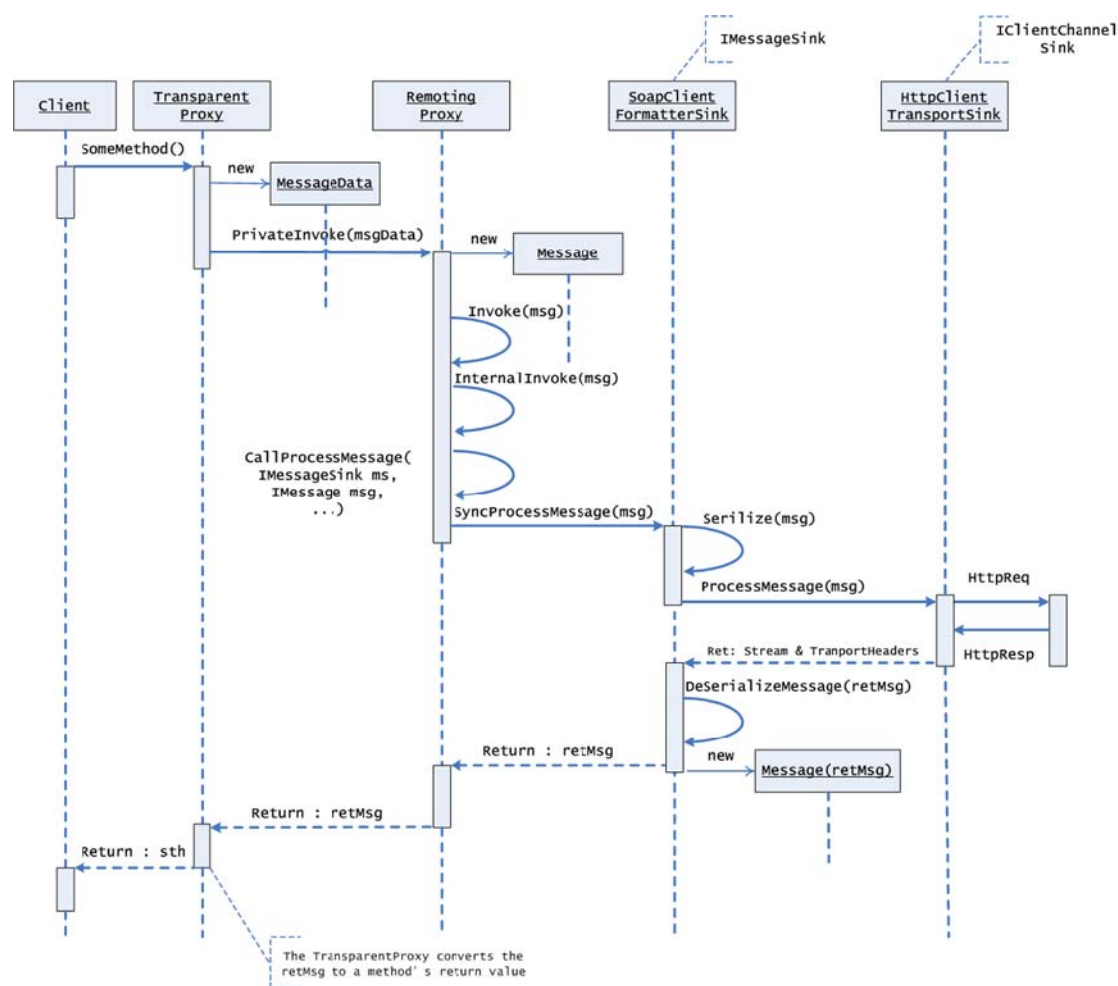 IMessageSink
IClientChannel
Sink
Client
Transparent
Proxy
Remoting
Proxy
SoapClient
FormatterSink
HttpClient
TransportSink
SomeMethod()
new
MessageData
PrivateInvoke(msgData)
new
Message
Invoke(msg)
InternalInvoke(msg)
CallProcessMessage(
IMessageSink ms,
IMessage msg,
...)
SyncProcessMessage(msg)
Serilize(msg)
ProcessMessage(msg)
HttpReq
HttpResp
Ret: Stream & TranportHeaders
DeSerializeMessage(retMsg)
new
Message(retMsg)
Return : retMsg
Return : retMsg
Return : sth
The TransparentProxy converts the
retMsg to a method's return value